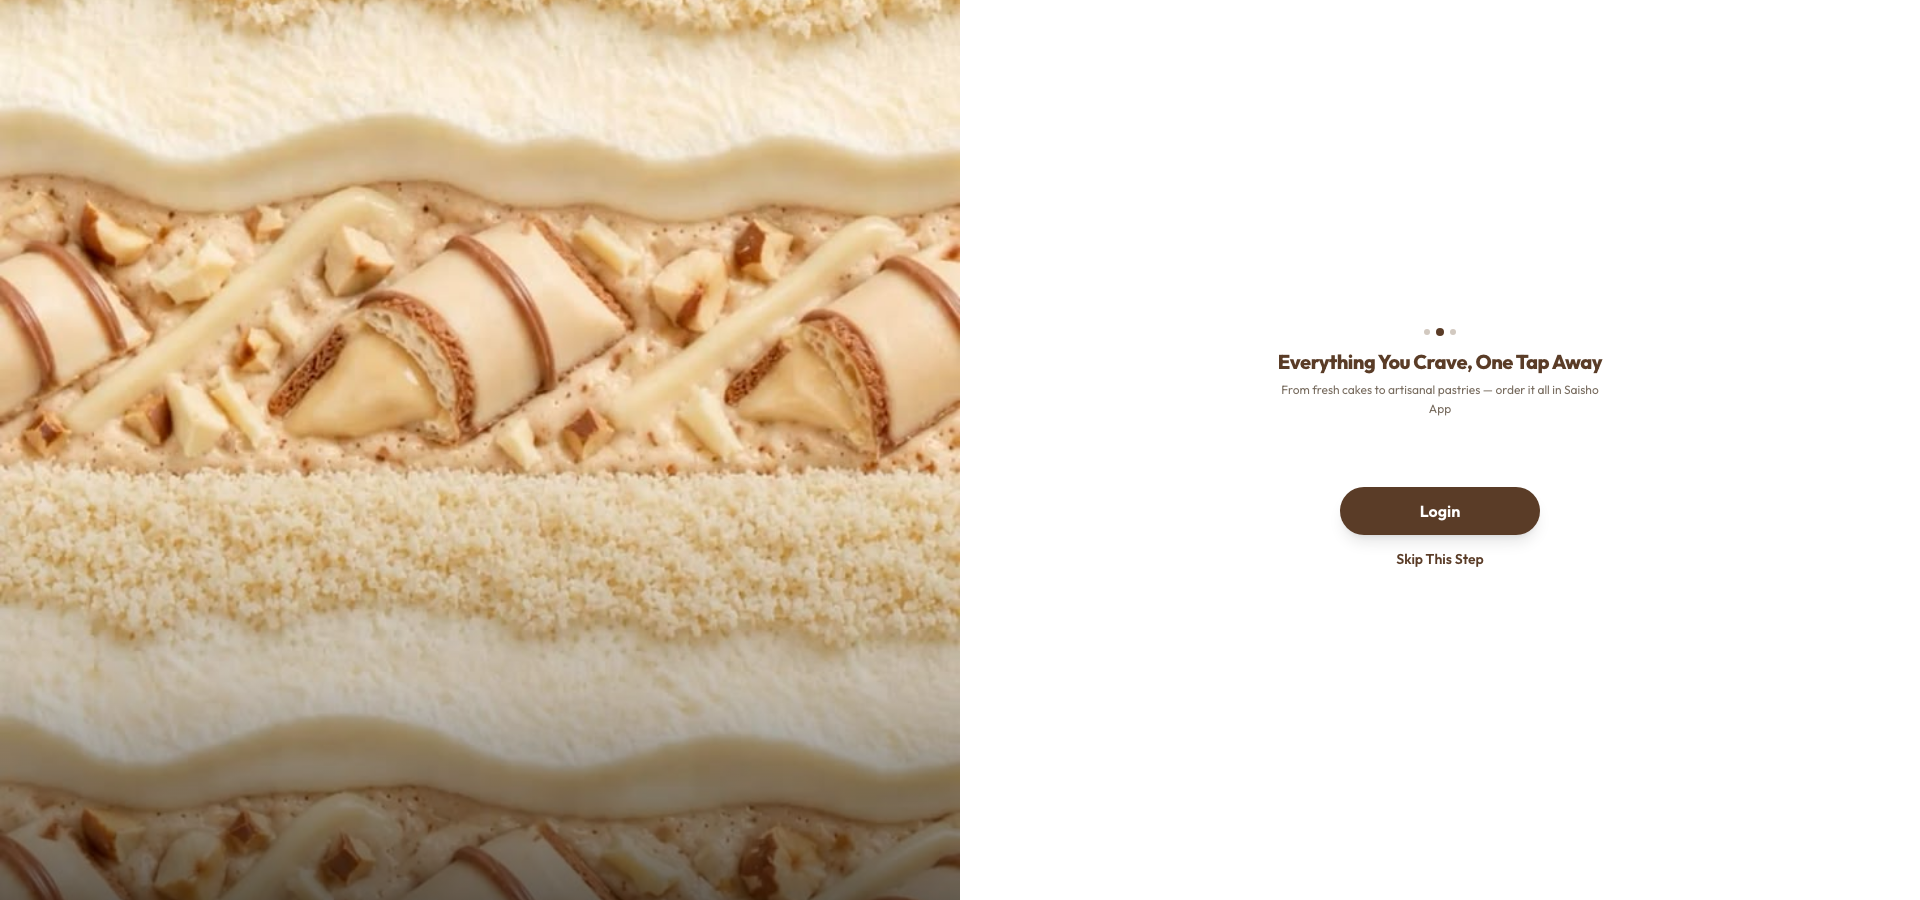 Everything You Crave, One Tap Away
From fresh cakes to artisanal pastries — order it all in Saisho
App
Login
Skip This Step